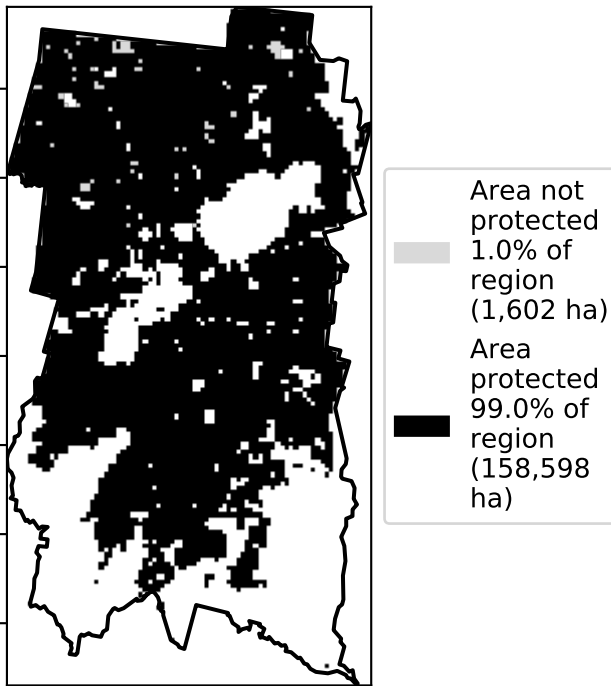 Area not
protected
1.0% of
region
(1,602 ha)
Area
protected
99.0% of
region
(158,598
ha)